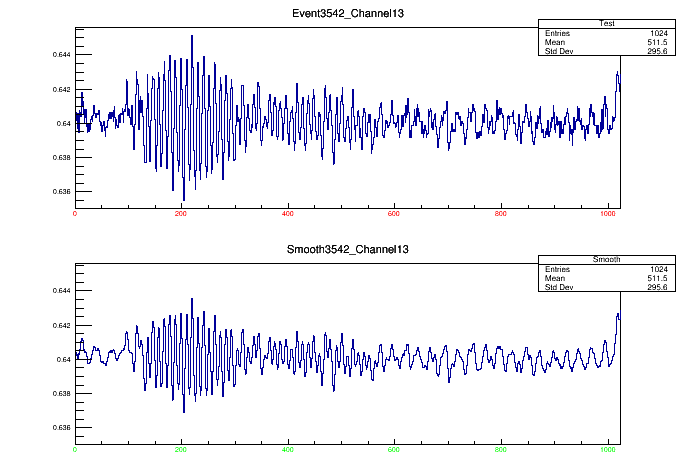 Event3542_Channel13
Test
Entries 1024
Mean 511.5
Std Dev 295.6
0.644
0.642
0.64
0.638
0.636
0 200 400 600 800 1000
Smooth3542_Channel13
Smooth
Entries 1024
Mean 511.5
Std Dev 295.6
0.644
0.642
0.64
0.638
0.636
0 200 400 600 800 1000